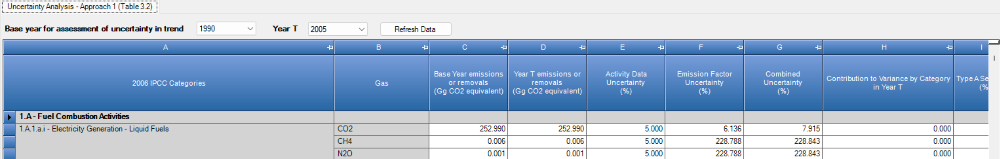 Uncertainty Analysis - Approach 1 (Table 3.2)
Base year for assessment of uncertainty in trend 1990 Year T 2005 Refresh Data
A B C D E F G H I
2006 IPCC Categories
Gas
Base Year emissions
or removals
(Gg CO2 equivalent)
Year T emissions or
removals
(Gg CO2 equivalent)
Activity Data
Uncertainty
(%)
Emission Factor
Uncertainty
(%)
Combined
Uncertainty
(%)
Contribution to Variance by Category
in Year T
Type A Se
(%
1.A - Fuel Combustion Activities
1.A.1.a.i - Electricity Generation - Liquid Fuels CO2 252.990 252.990 5.000 6.136 7.915 0.000
CH4 0.006 0.006 5.000 228.788 228.843 0.000
N2O 0.001 0.001 5.000 228.788 228.843 0.000